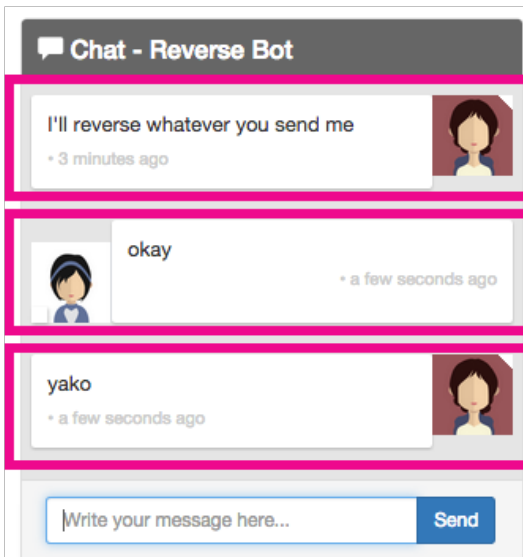 Chat - Reverse Bot
I'll reverse whatever you send me
• 3 minutes ago
okay
• a few seconds ago
yako
• a few seconds ago
Write your message here...
Send